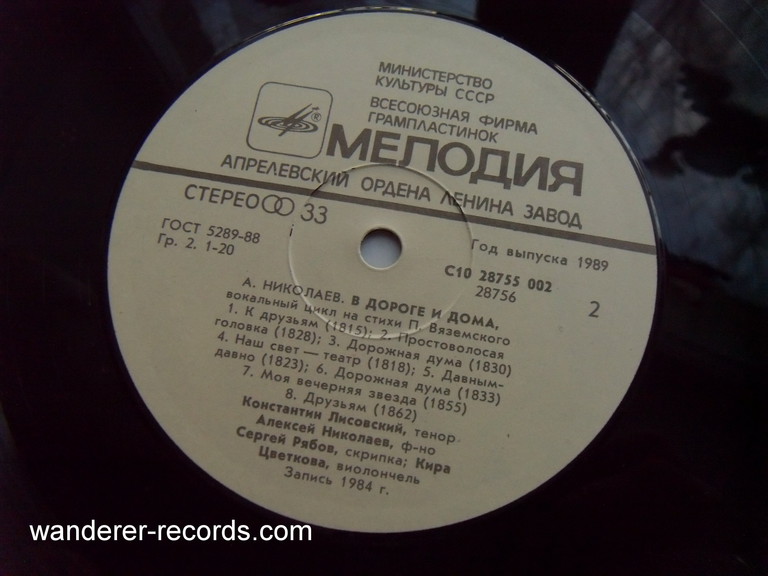 МИНИСТЕРСТВО
КУЛЬТУРЫ СССР
ВСЕСОЮЗНАЯ ФИРМА
ГРАМПЛАСТИНОК
МЕЛОДИЯ
АПРЕЛЕВСКИЙ ОРДЕНА ЛЕНИНА ЗАВОД
СТЕРЕО 33
ГОСТ 5289-88
Гр. 2. 1-20
Год выпуска 1989
С10 28755 002
28756
2
А. НИКОЛАЕВ. В ДОРОГЕ И ДОМА,
вокальный цикл на стихи П. Вяземского
1. К друзьям (1815); 2. Простоволосая
головка (1828); 3. Дорожная дума (1830)
4. Наш свет — театр (1818); 5. Давным-
давно (1823); 6. Дорожная дума (1833)
7. Моя вечерняя звезда (1855)
8. Друзьям (1862)
Константин Лисовский, тенор
Алексей Николаев, ф-но
Сергей Рябов, скрипка; Кира
Цветкова, виолончель
Запись 1984 г.
wanderer-records.com